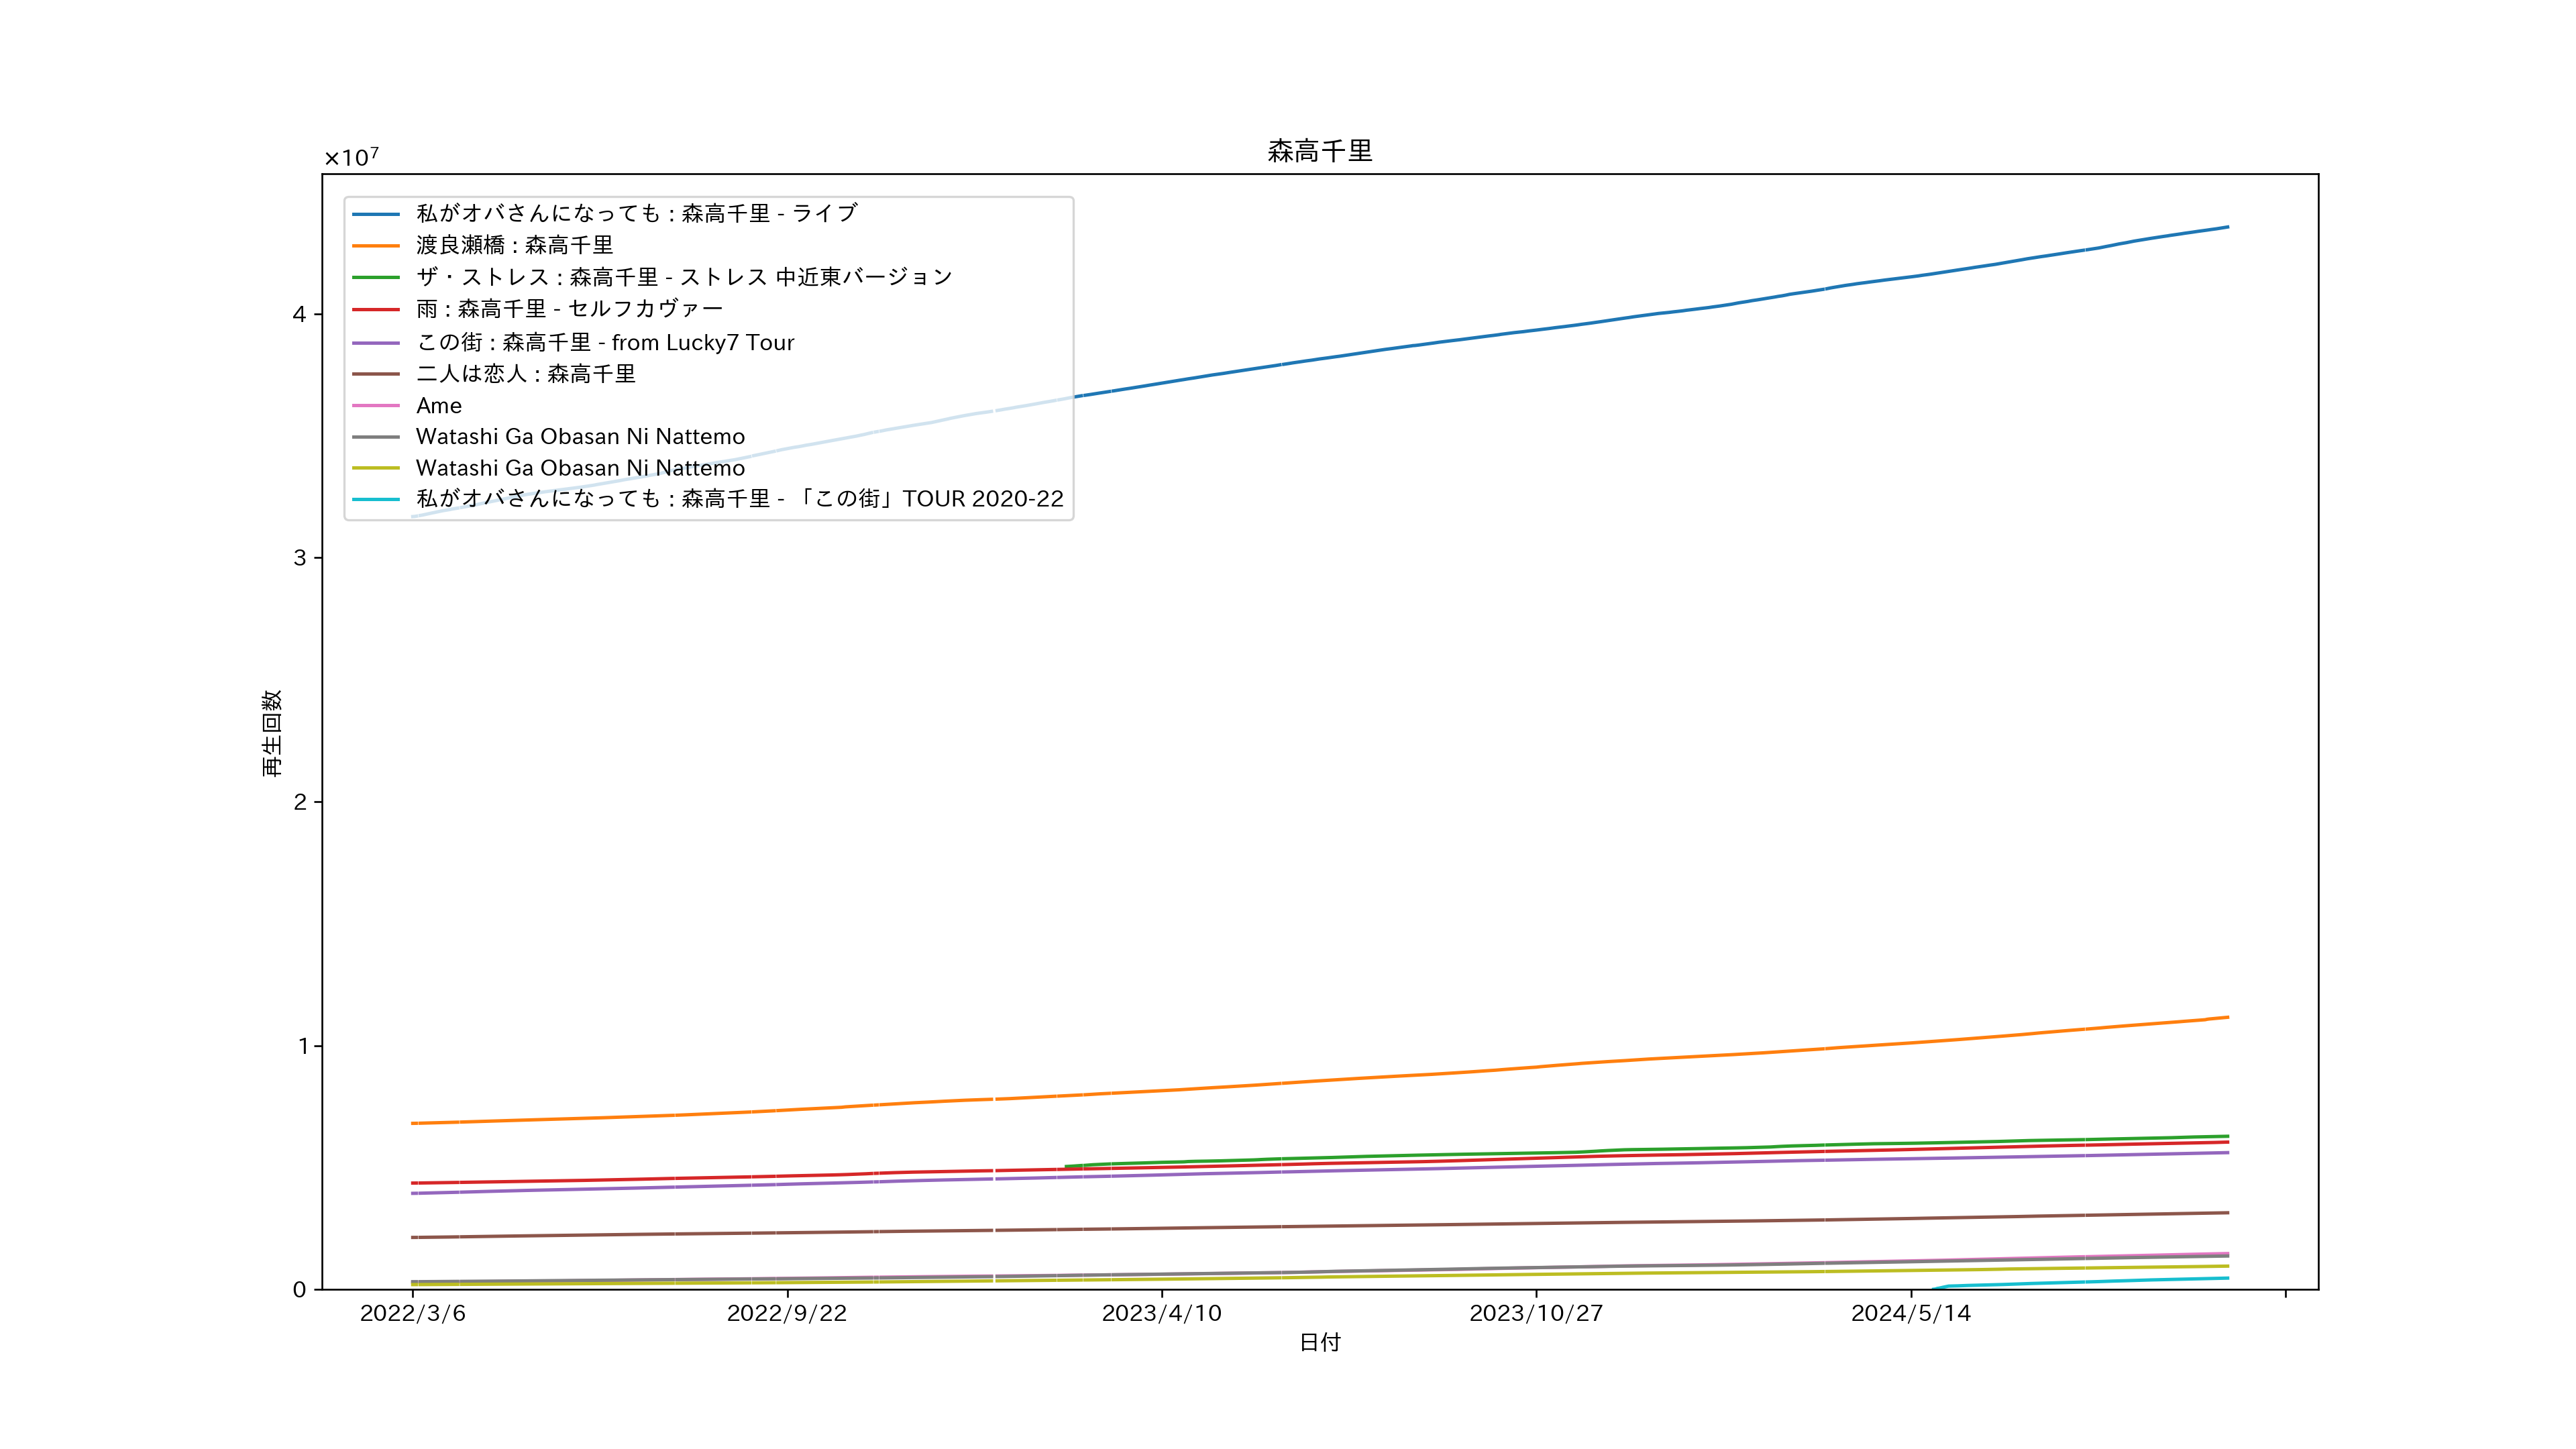 森高千里
×10⁷
私がオバさんになっても : 森高千里 - ライブ
渡良瀬橋 : 森高千里
ザ・ストレス : 森高千里 - ストレス 中近東バージョン
雨 : 森高千里 - セルフカヴァー
この街 : 森高千里 - from Lucky7 Tour
二人は恋人 : 森高千里
Ame
Watashi Ga Obasan Ni Nattemo
Watashi Ga Obasan Ni Nattemo
私がオバさんになっても : 森高千里 - 「この街」TOUR 2020-22
4
3
2
1
0
再生回数
2022/3/6
2022/9/22
2023/4/10
2023/10/27
2024/5/14
日付